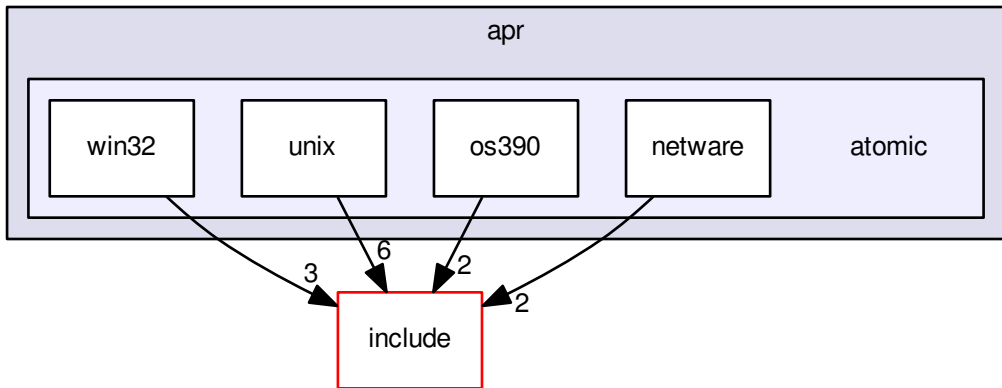 apr
win32
unix
os390
netware
atomic
3
6
2
2
include